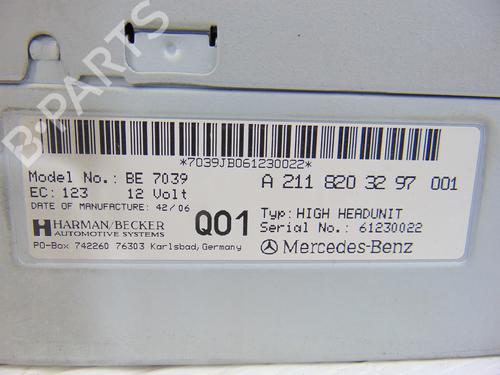 B-PARTS
*7039JB061230022*
Model No.: BE 7039
A 211 820 32 97 001
EC: 123 12 Volt
DATE OF MANUFACTURE: 42/06
Q01
Typ: HIGH HEADUNIT
HARMAN/BECKER
AUTOMOTIVE SYSTEMS
Serial No.: 61230022
PO-Box 742260 76303 Karlsbad, Germany
Mercedes-Benz